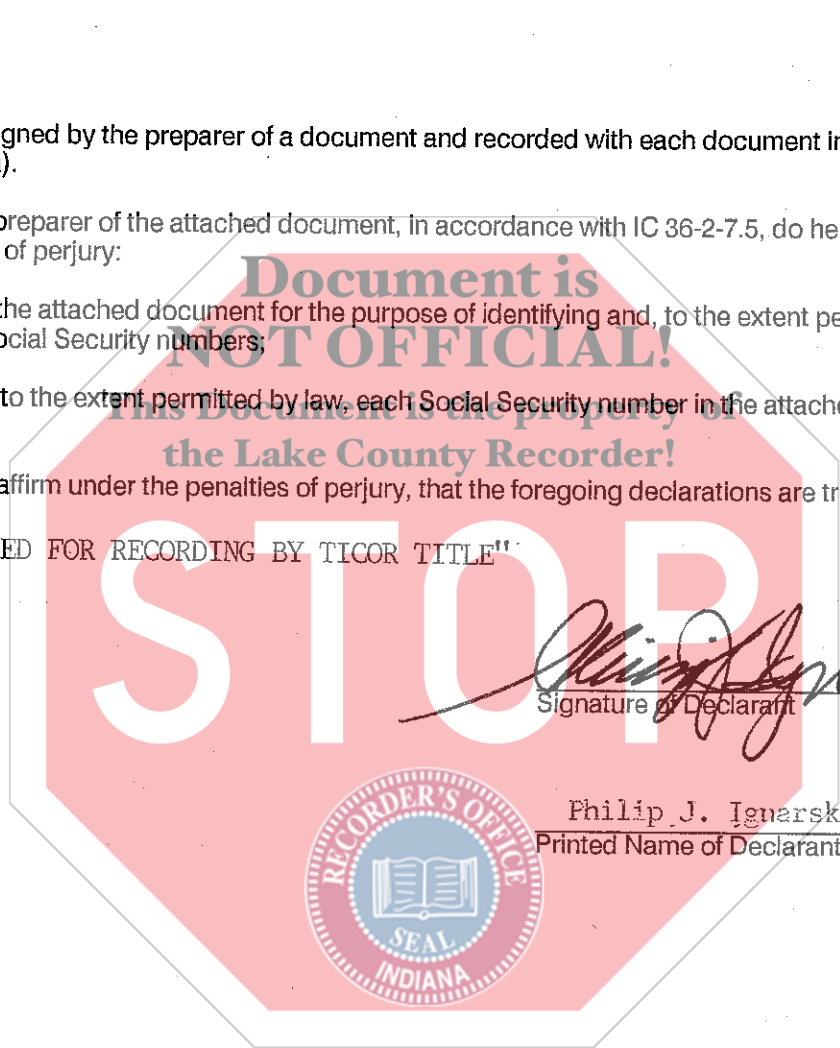 gned by the preparer of a document and recorded with each document in
).
preparer of the attached document, in accordance with IC 36-2-7.5, do he
of perjury:
Document is
the attached document for the purpose of identifying and, to the extent pe
ocial Security numbers;
NOT OFFICIAL!
to the extent permitted by law, each Social Security number in the attache
This Document is the property of
the Lake County Recorder!
affirm under the penalties of perjury, that the foregoing declarations are tr
STOP
ED FOR RECORDING BY TICOR TITLE"
Signature of Declarant
Philip J. Ignarsk
Printed Name of Declarant
RECORDER'S OFFICE
SEAL
INDIANA